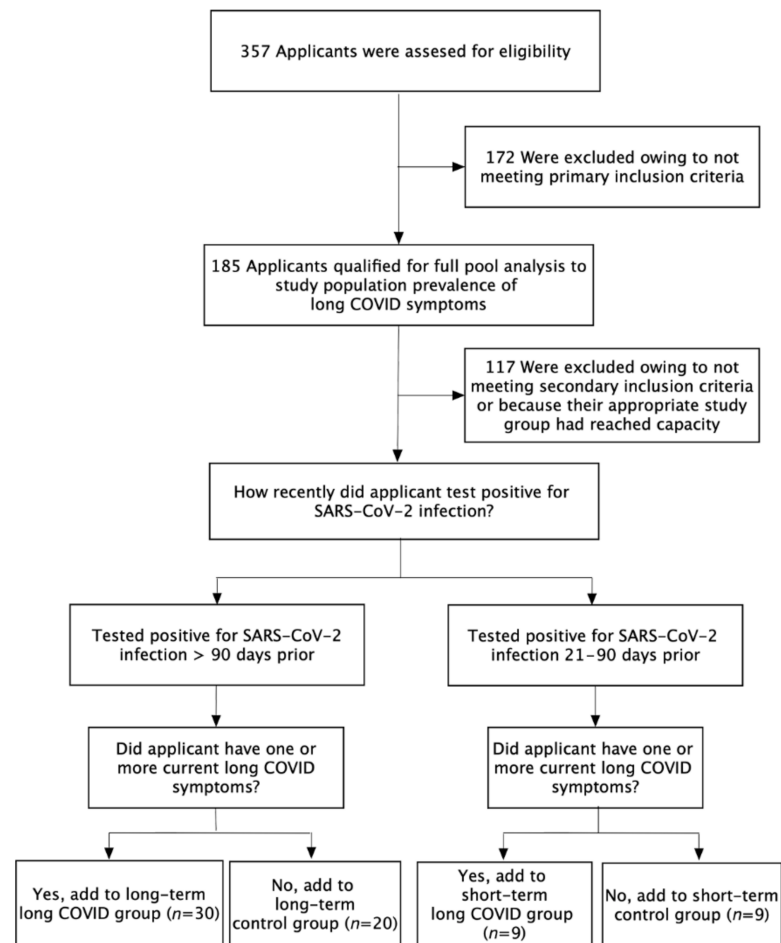 357 Applicants were assesed for eligibility
172 Were excluded owing to not
meeting primary inclusion criteria
185 Applicants qualified for full pool analysis to
study population prevalence of
long COVID symptoms
117 Were excluded owing to not
meeting secondary inclusion criteria
or because their appropriate study
group had reached capacity
How recently did applicant test positive for
SARS-CoV-2 infection?
Tested positive for SARS-CoV-2
infection > 90 days prior
Tested positive for SARS-CoV-2
infection 21-90 days prior
Did applicant have one or
more current long COVID
symptoms?
Did applicant have one or
more current long COVID
symptoms?
Yes, add to long-term
long COVID group (n=30)
No, add to
long-term
control group (n=20)
Yes, add to
short-term
long COVID group
(n=9)
No, add to short-term
control group (n=9)